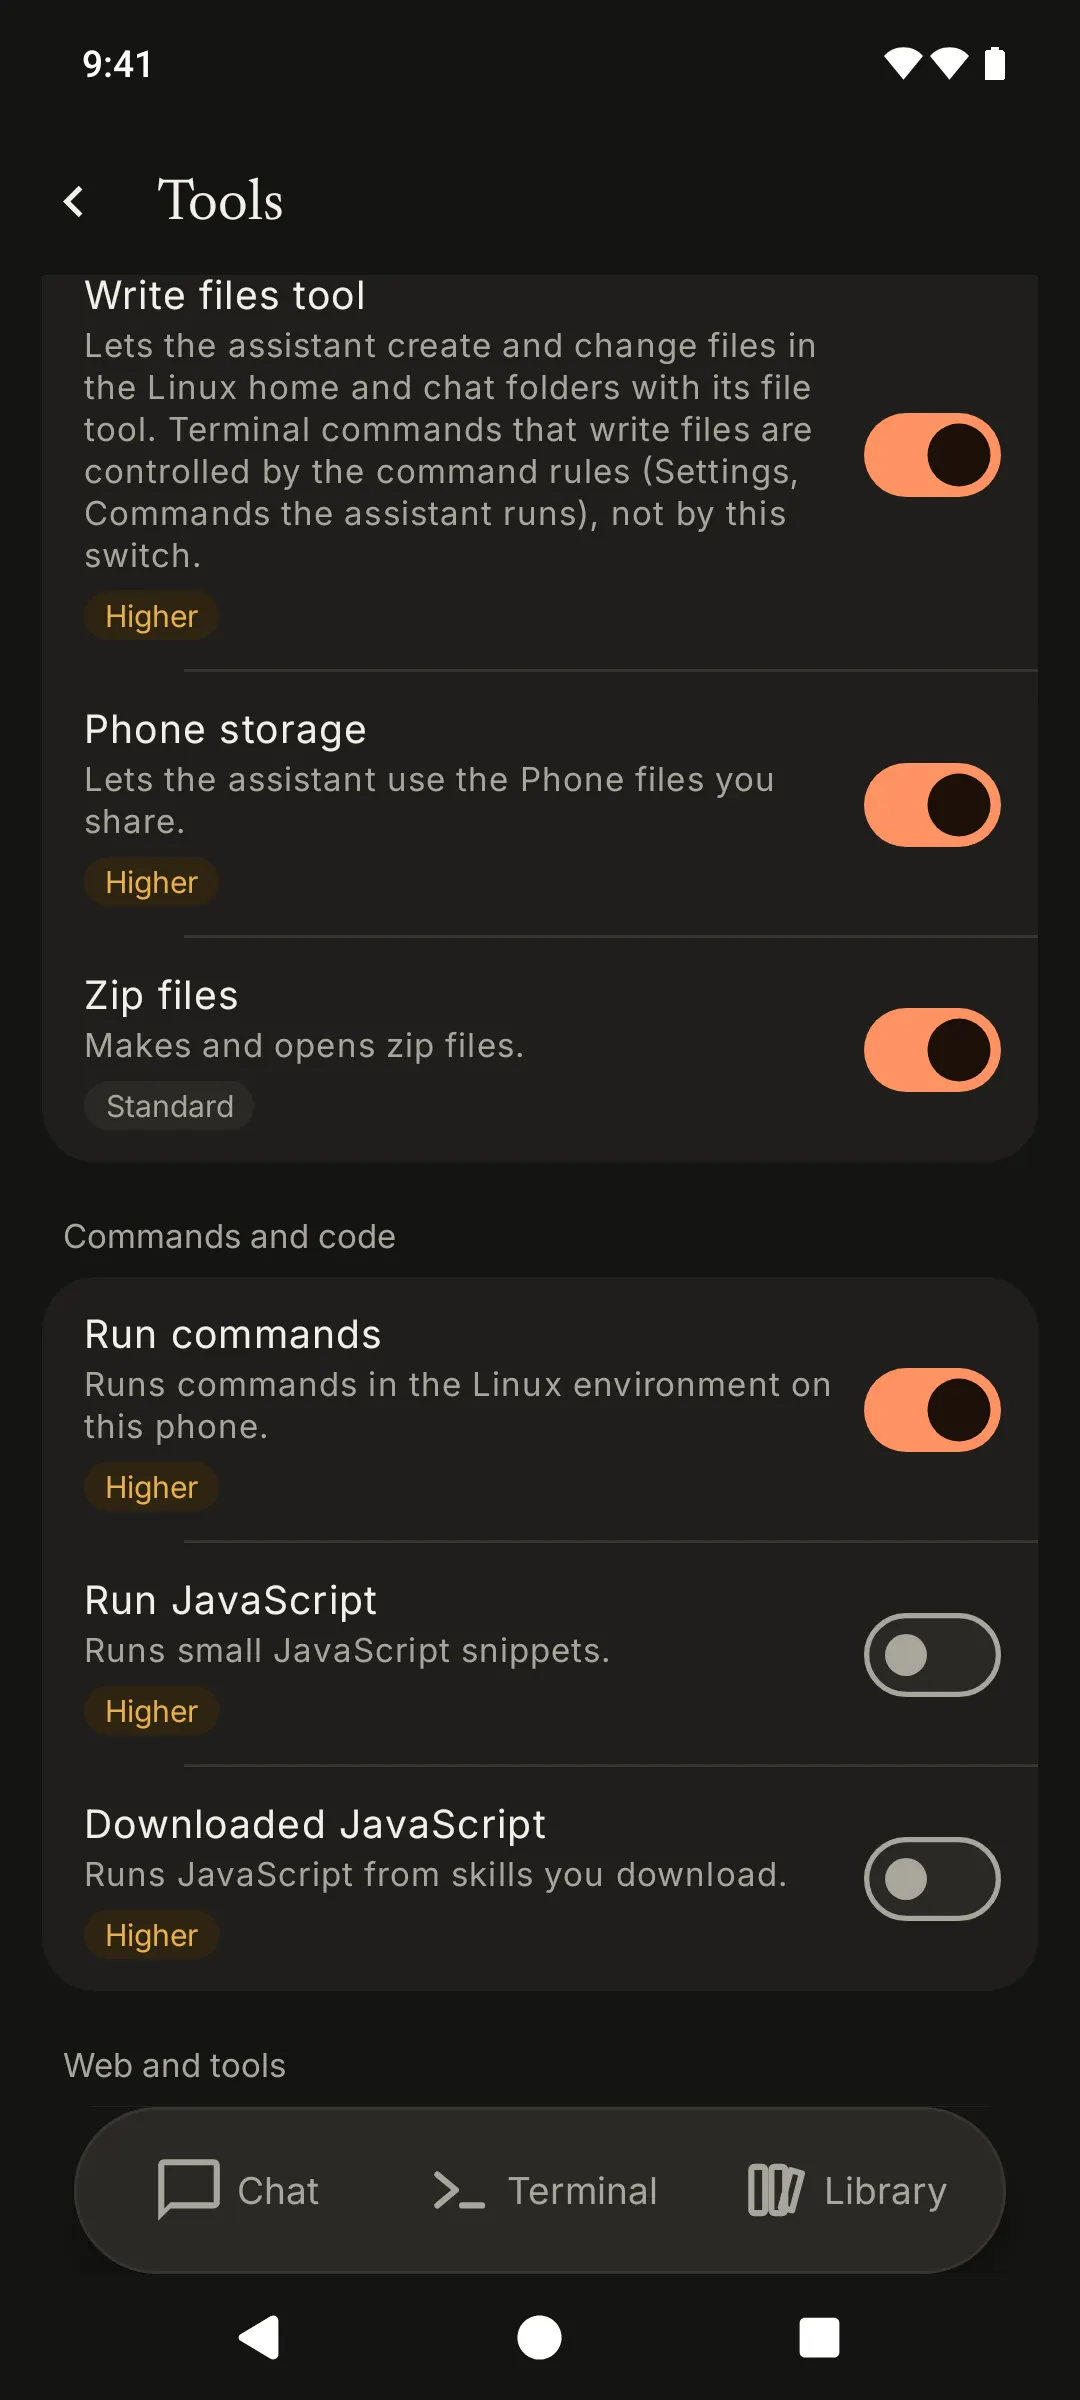 9:41
Tools
Write files tool
Lets the assistant create and change files in
the Linux home and chat folders with its file
tool. Terminal commands that write files are
controlled by the command rules (Settings,
Commands the assistant runs), not by this
switch.
Higher
Phone storage
Lets the assistant use the Phone files you
share.
Higher
Zip files
Makes and opens zip files.
Standard
Commands and code
Run commands
Runs commands in the Linux environment on
this phone.
Higher
Run JavaScript
Runs small JavaScript snippets.
Higher
Downloaded JavaScript
Runs JavaScript from skills you download.
Higher
Web and tools
Chat
Terminal
Library